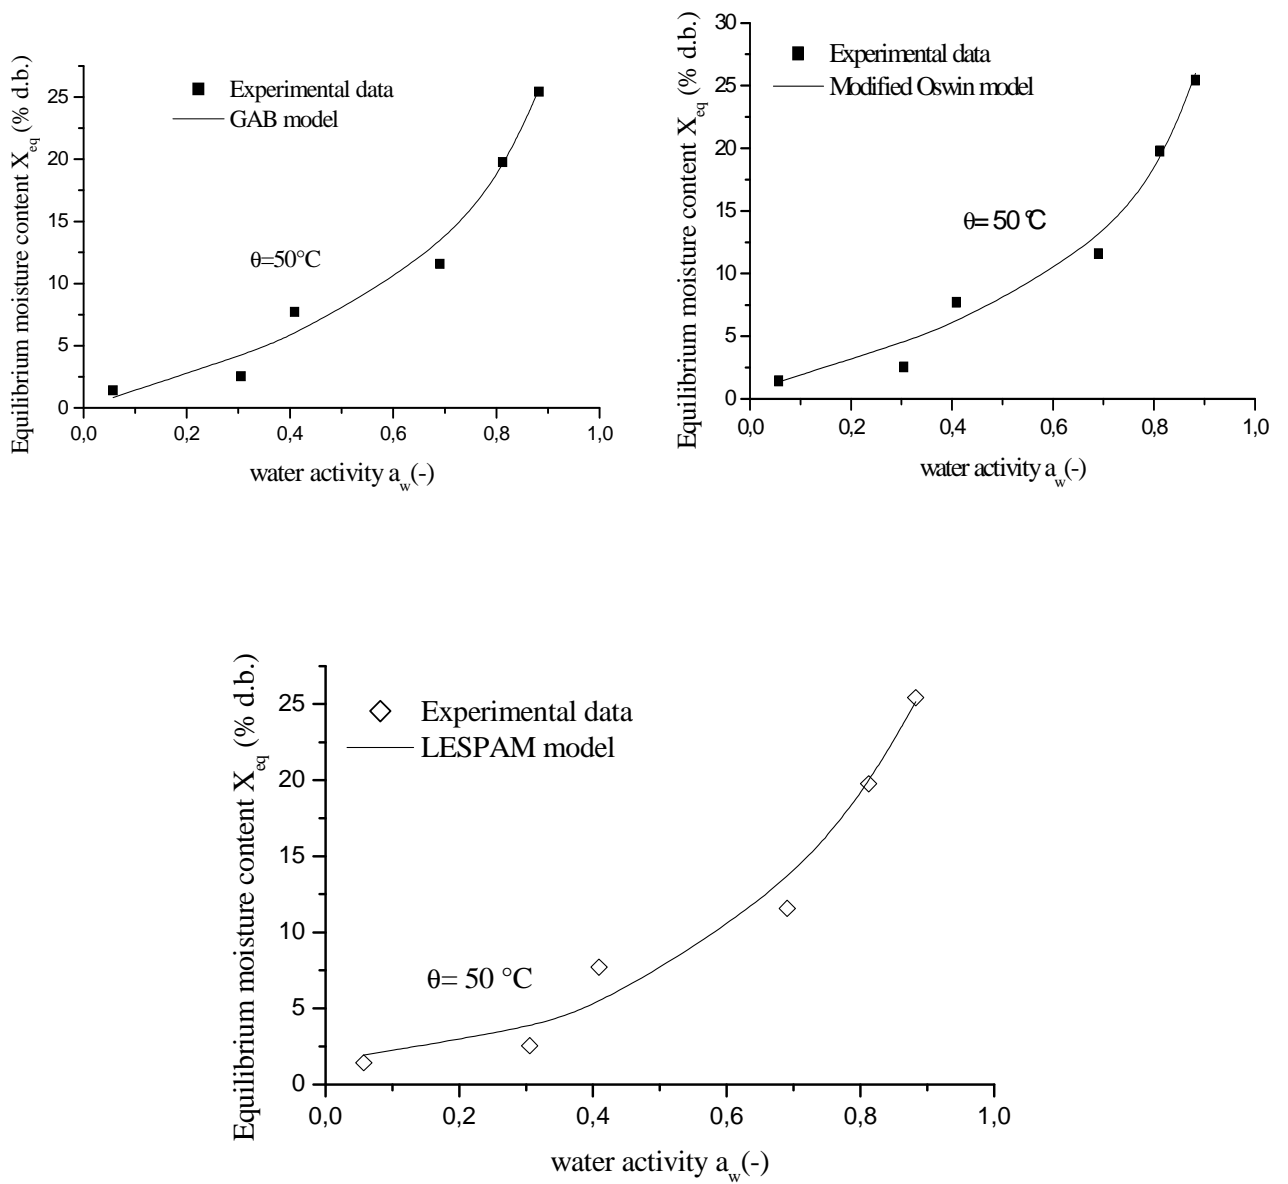 Experimental data
GAB model
θ=50°C
Equilibrium moisture content X_eq (% d.b.)
25
20
15
10
5
0
0,0 0,2 0,4 0,6 0,8 1,0
water activity a_w(-)
Experimental data
Modified Oswin model
θ= 50 °C
Equilibrium moisture content X_eq (% d.b.)
30
25
20
15
10
5
0
0,0 0,2 0,4 0,6 0,8 1,0
water activity a_w(-)
Experimental data
LESPAM model
θ= 50 °C
Equilibrium moisture content X_eq (% d.b.)
25
20
15
10
5
0
0,0 0,2 0,4 0,6 0,8 1,0
water activity a_w(-)